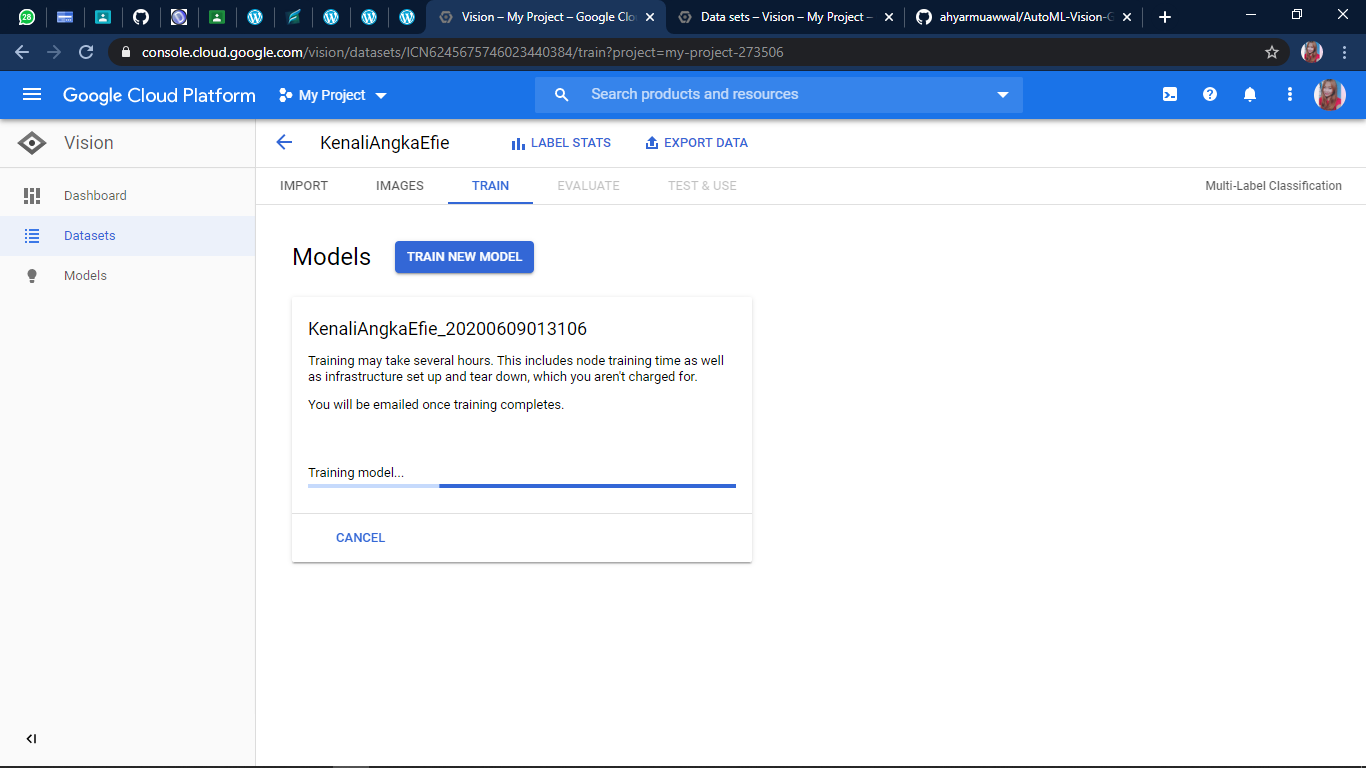 28
Vision – My Project – Google Clo
Data sets – Vision – My Project –
ahyarmuawwal/AutoML-Vision-G
console.cloud.google.com/vision/datasets/ICN6245675746023440384/train?project=my-project-273506
Google Cloud Platform
My Project
Search products and resources
Vision
KenaliAngkaEfie
LABEL STATS
EXPORT DATA
IMPORT
IMAGES
TRAIN
EVALUATE
TEST & USE
Multi-Label Classification
Dashboard
Datasets
Models
Models
TRAIN NEW MODEL
KenaliAngkaEfie_20200609013106
Training may take several hours. This includes node training time as well
as infrastructure set up and tear down, which you aren't charged for.
You will be emailed once training completes.
Training model...
CANCEL